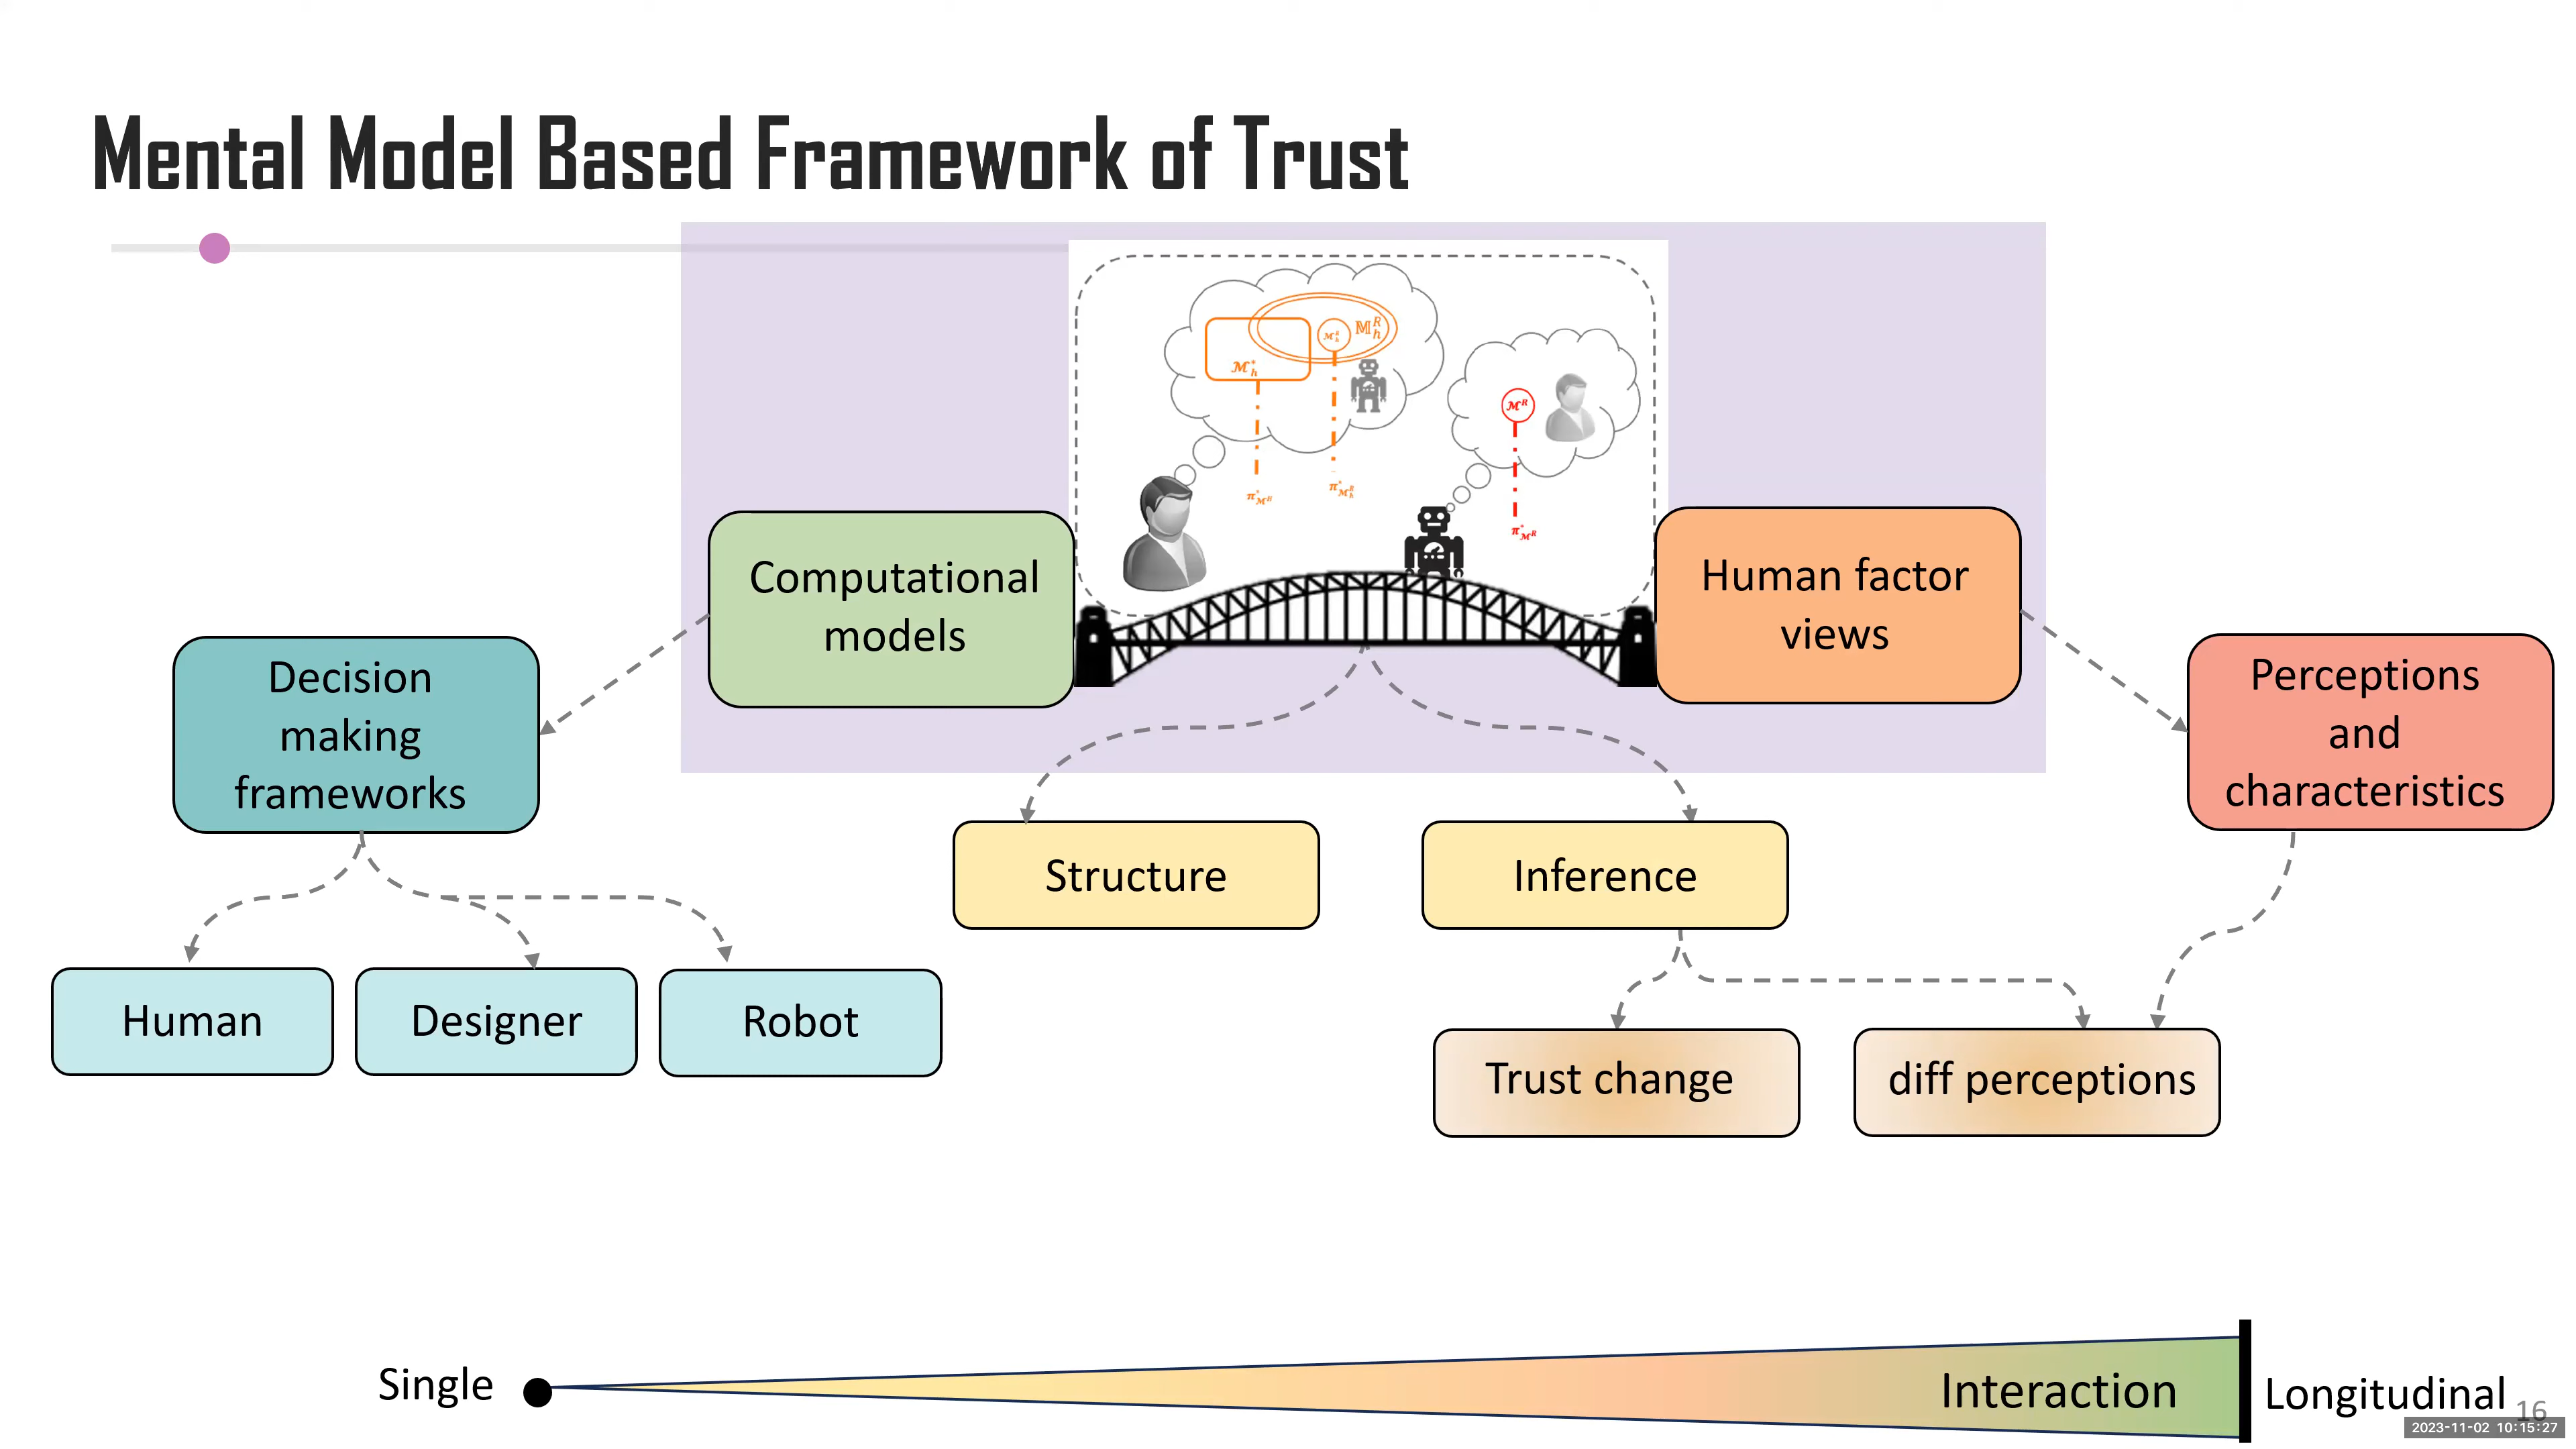 Mental Model Based Framework of Trust
Computational
models
Human factor
views
Decision
making
frameworks
Perceptions
and
characteristics
Structure
Inference
Human
Designer
Robot
Trust change
diff perceptions
Single
Interaction
Longitudinal
16
2023-11-02 10:15:27